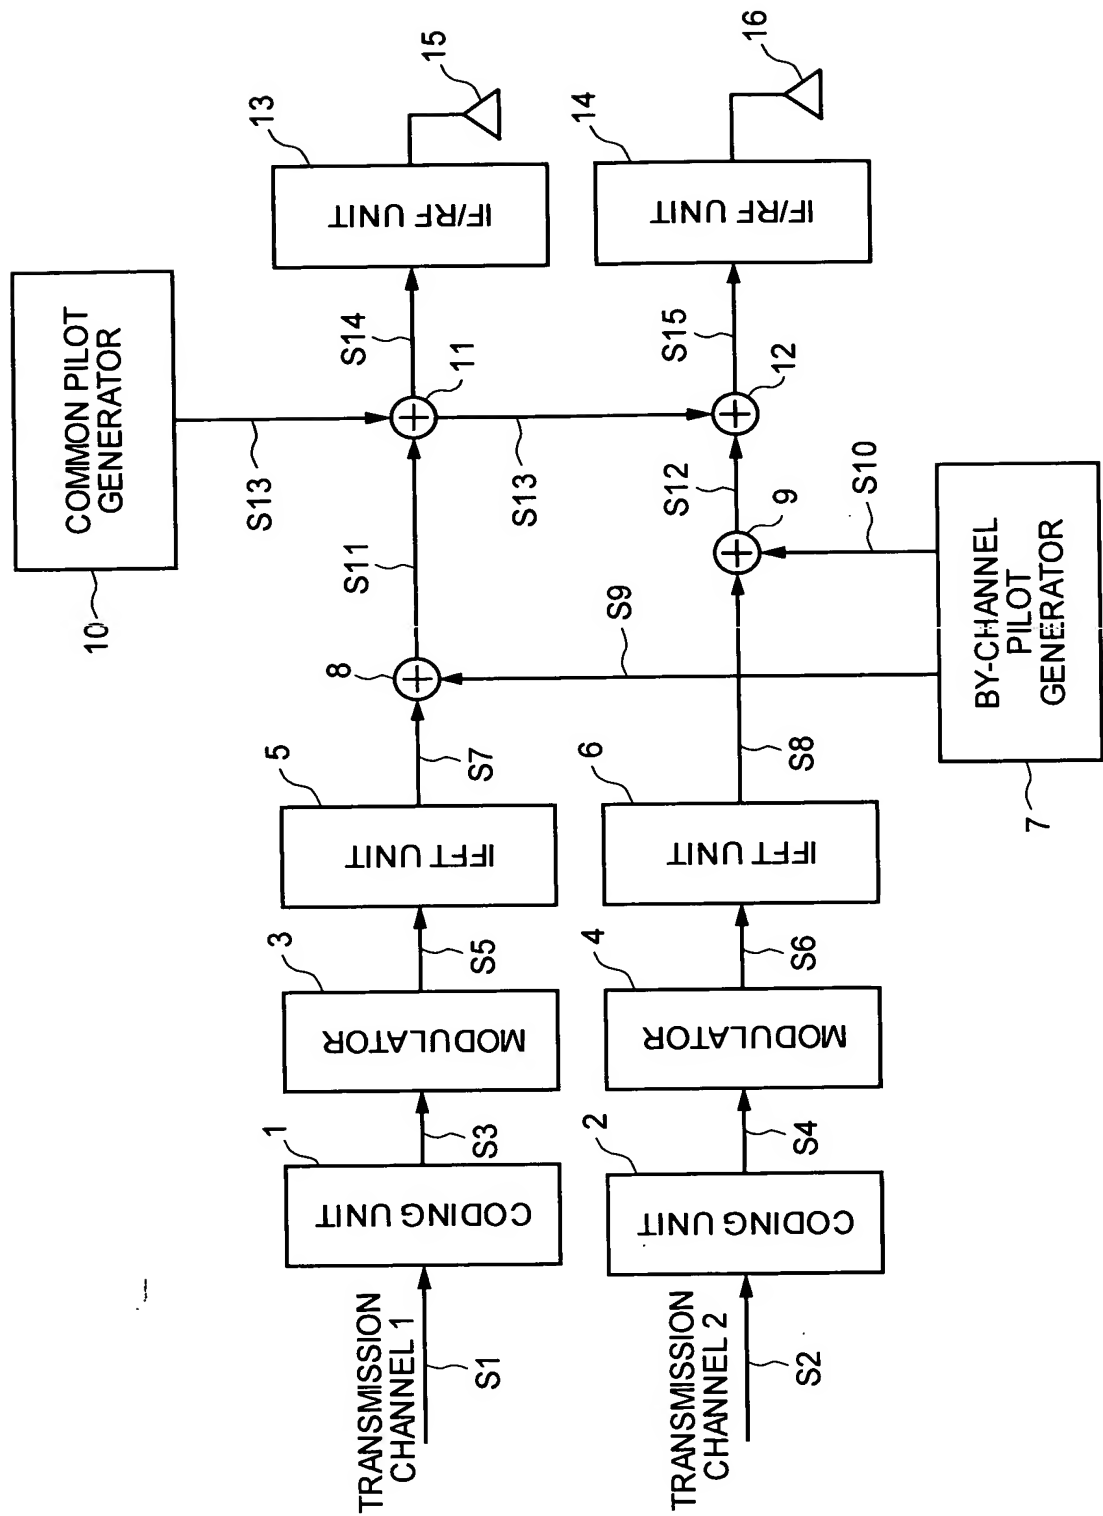 COMMON PILOT
GENERATOR
10
S13
13
15
IF/RF UNIT
S14
11
S11
8
S7
5
IFFT UNIT
S5
3
MODULATOR
S3
1
CODING UNIT
TRANSMISSION
CHANNEL 1
S1
S13
16
14
IF/RF UNIT
S15
12
S12
9
S10
S9
S8
6
IFFT UNIT
S6
4
MODULATOR
S4
2
CODING UNIT
TRANSMISSION
CHANNEL 2
S2
BY-CHANNEL
PILOT
GENERATOR
7